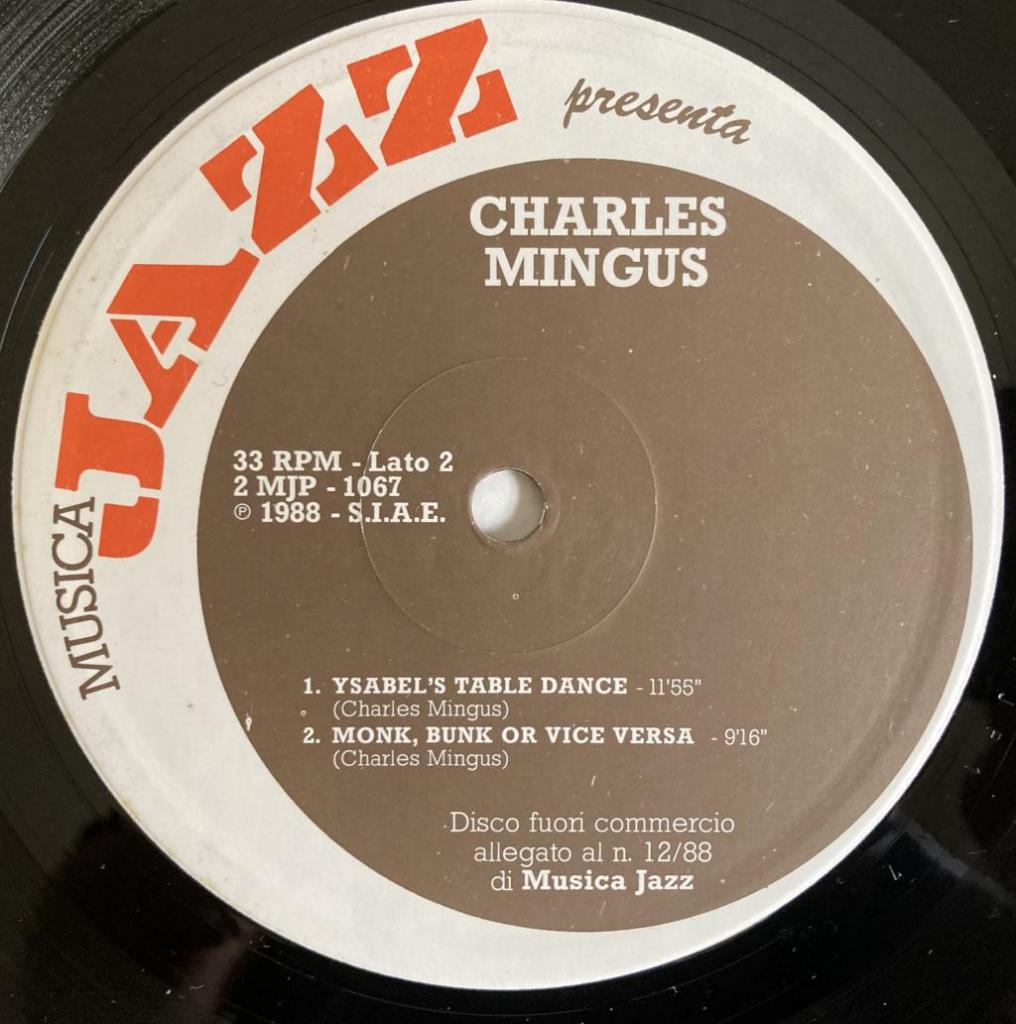 MUSICA JAZZ presenta
CHARLES
MINGUS
33 RPM - Lato 2
2 MJP - 1067
℗ 1988 - S.I.A.E.
1. YSABEL'S TABLE DANCE - 11'55"
(Charles Mingus)
2. MONK, BUNK OR VICE VERSA - 9'16"
(Charles Mingus)
Disco fuori commercio
allegato al n. 12/88
di Musica Jazz